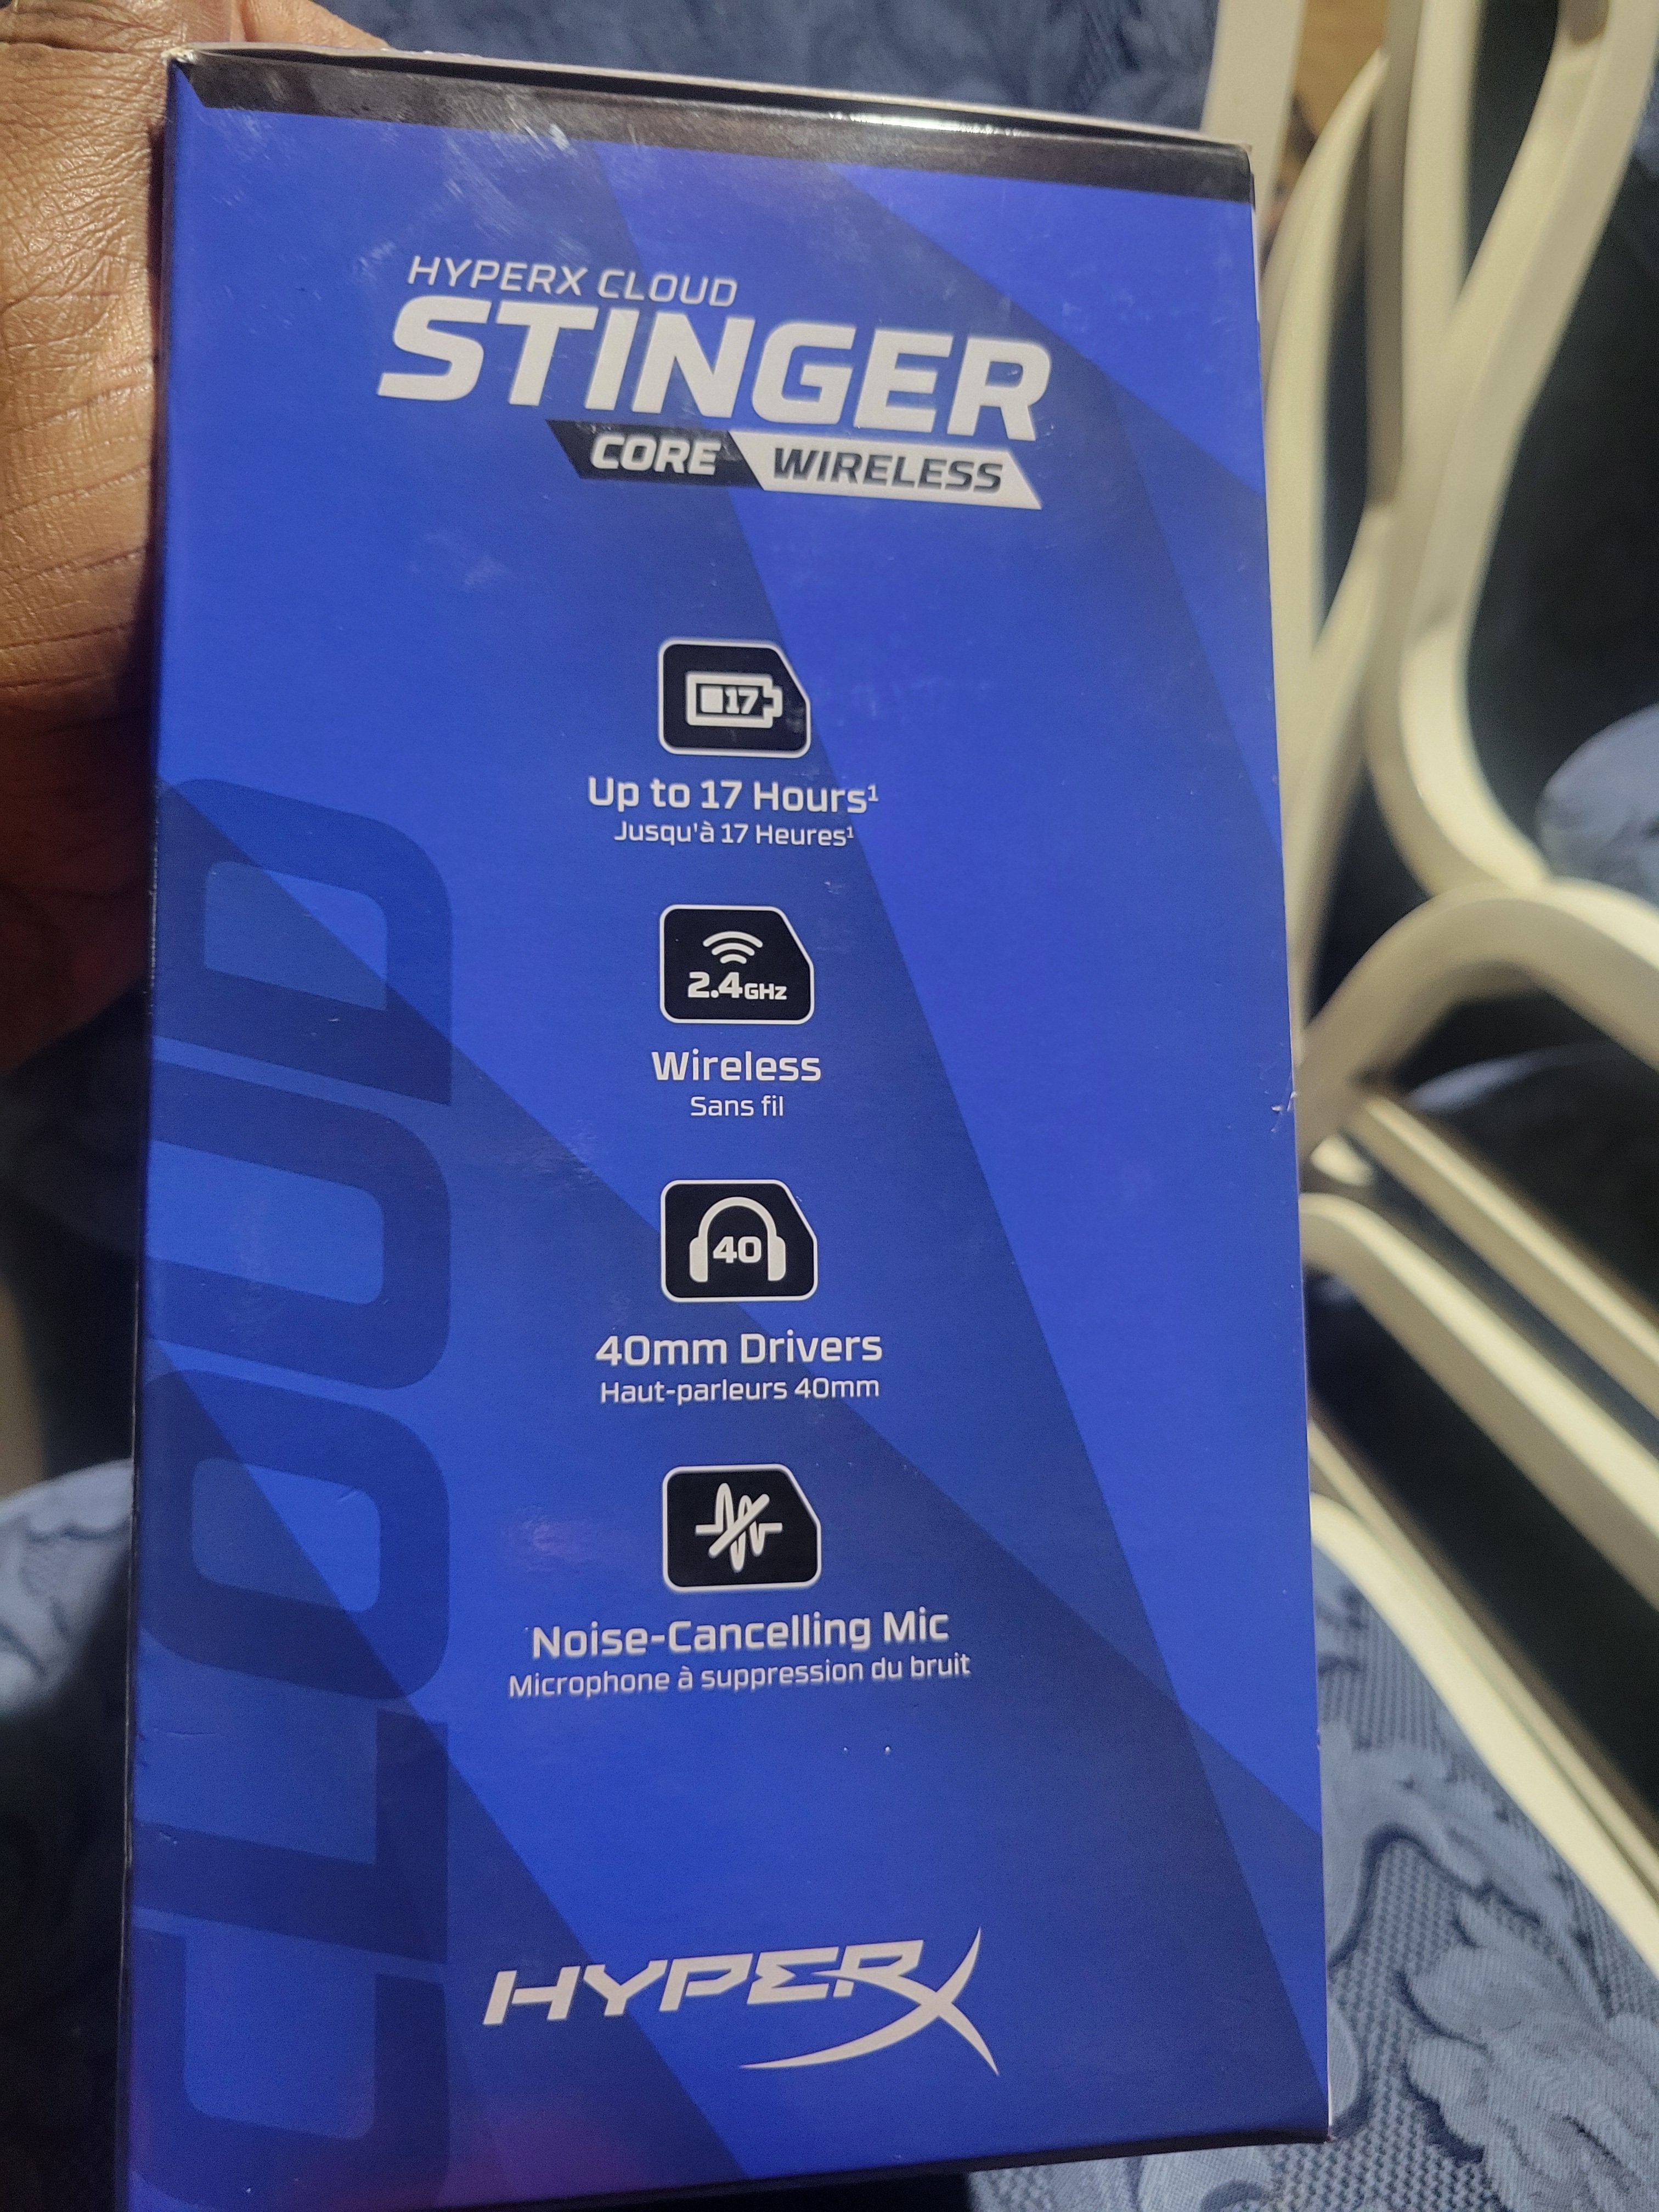 HYPERX CLOUD
STINGER
CORE WIRELESS
17
Up to 17 Hours¹
Jusqu'à 17 Heures¹
2.4GHz
Wireless
Sans fil
40
40mm Drivers
Haut-parleurs 40mm
Noise-Cancelling Mic
Microphone à suppression du bruit
HYPERX
CLOUD